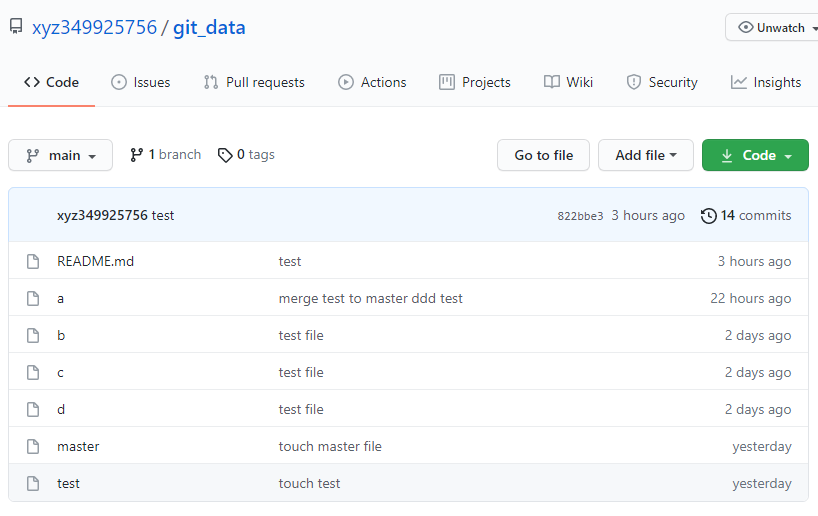 xyz349925756 / git_data Unwatch
Code Issues Pull requests Actions Projects Wiki Security Insights
main 1 branch 0 tags Go to file Add file Code
xyz349925756 test 822bbe3 3 hours ago 14 commits
README.md test 3 hours ago
a merge test to master ddd test 22 hours ago
b test file 2 days ago
c test file 2 days ago
d test file 2 days ago
master touch master file yesterday
test touch test yesterday